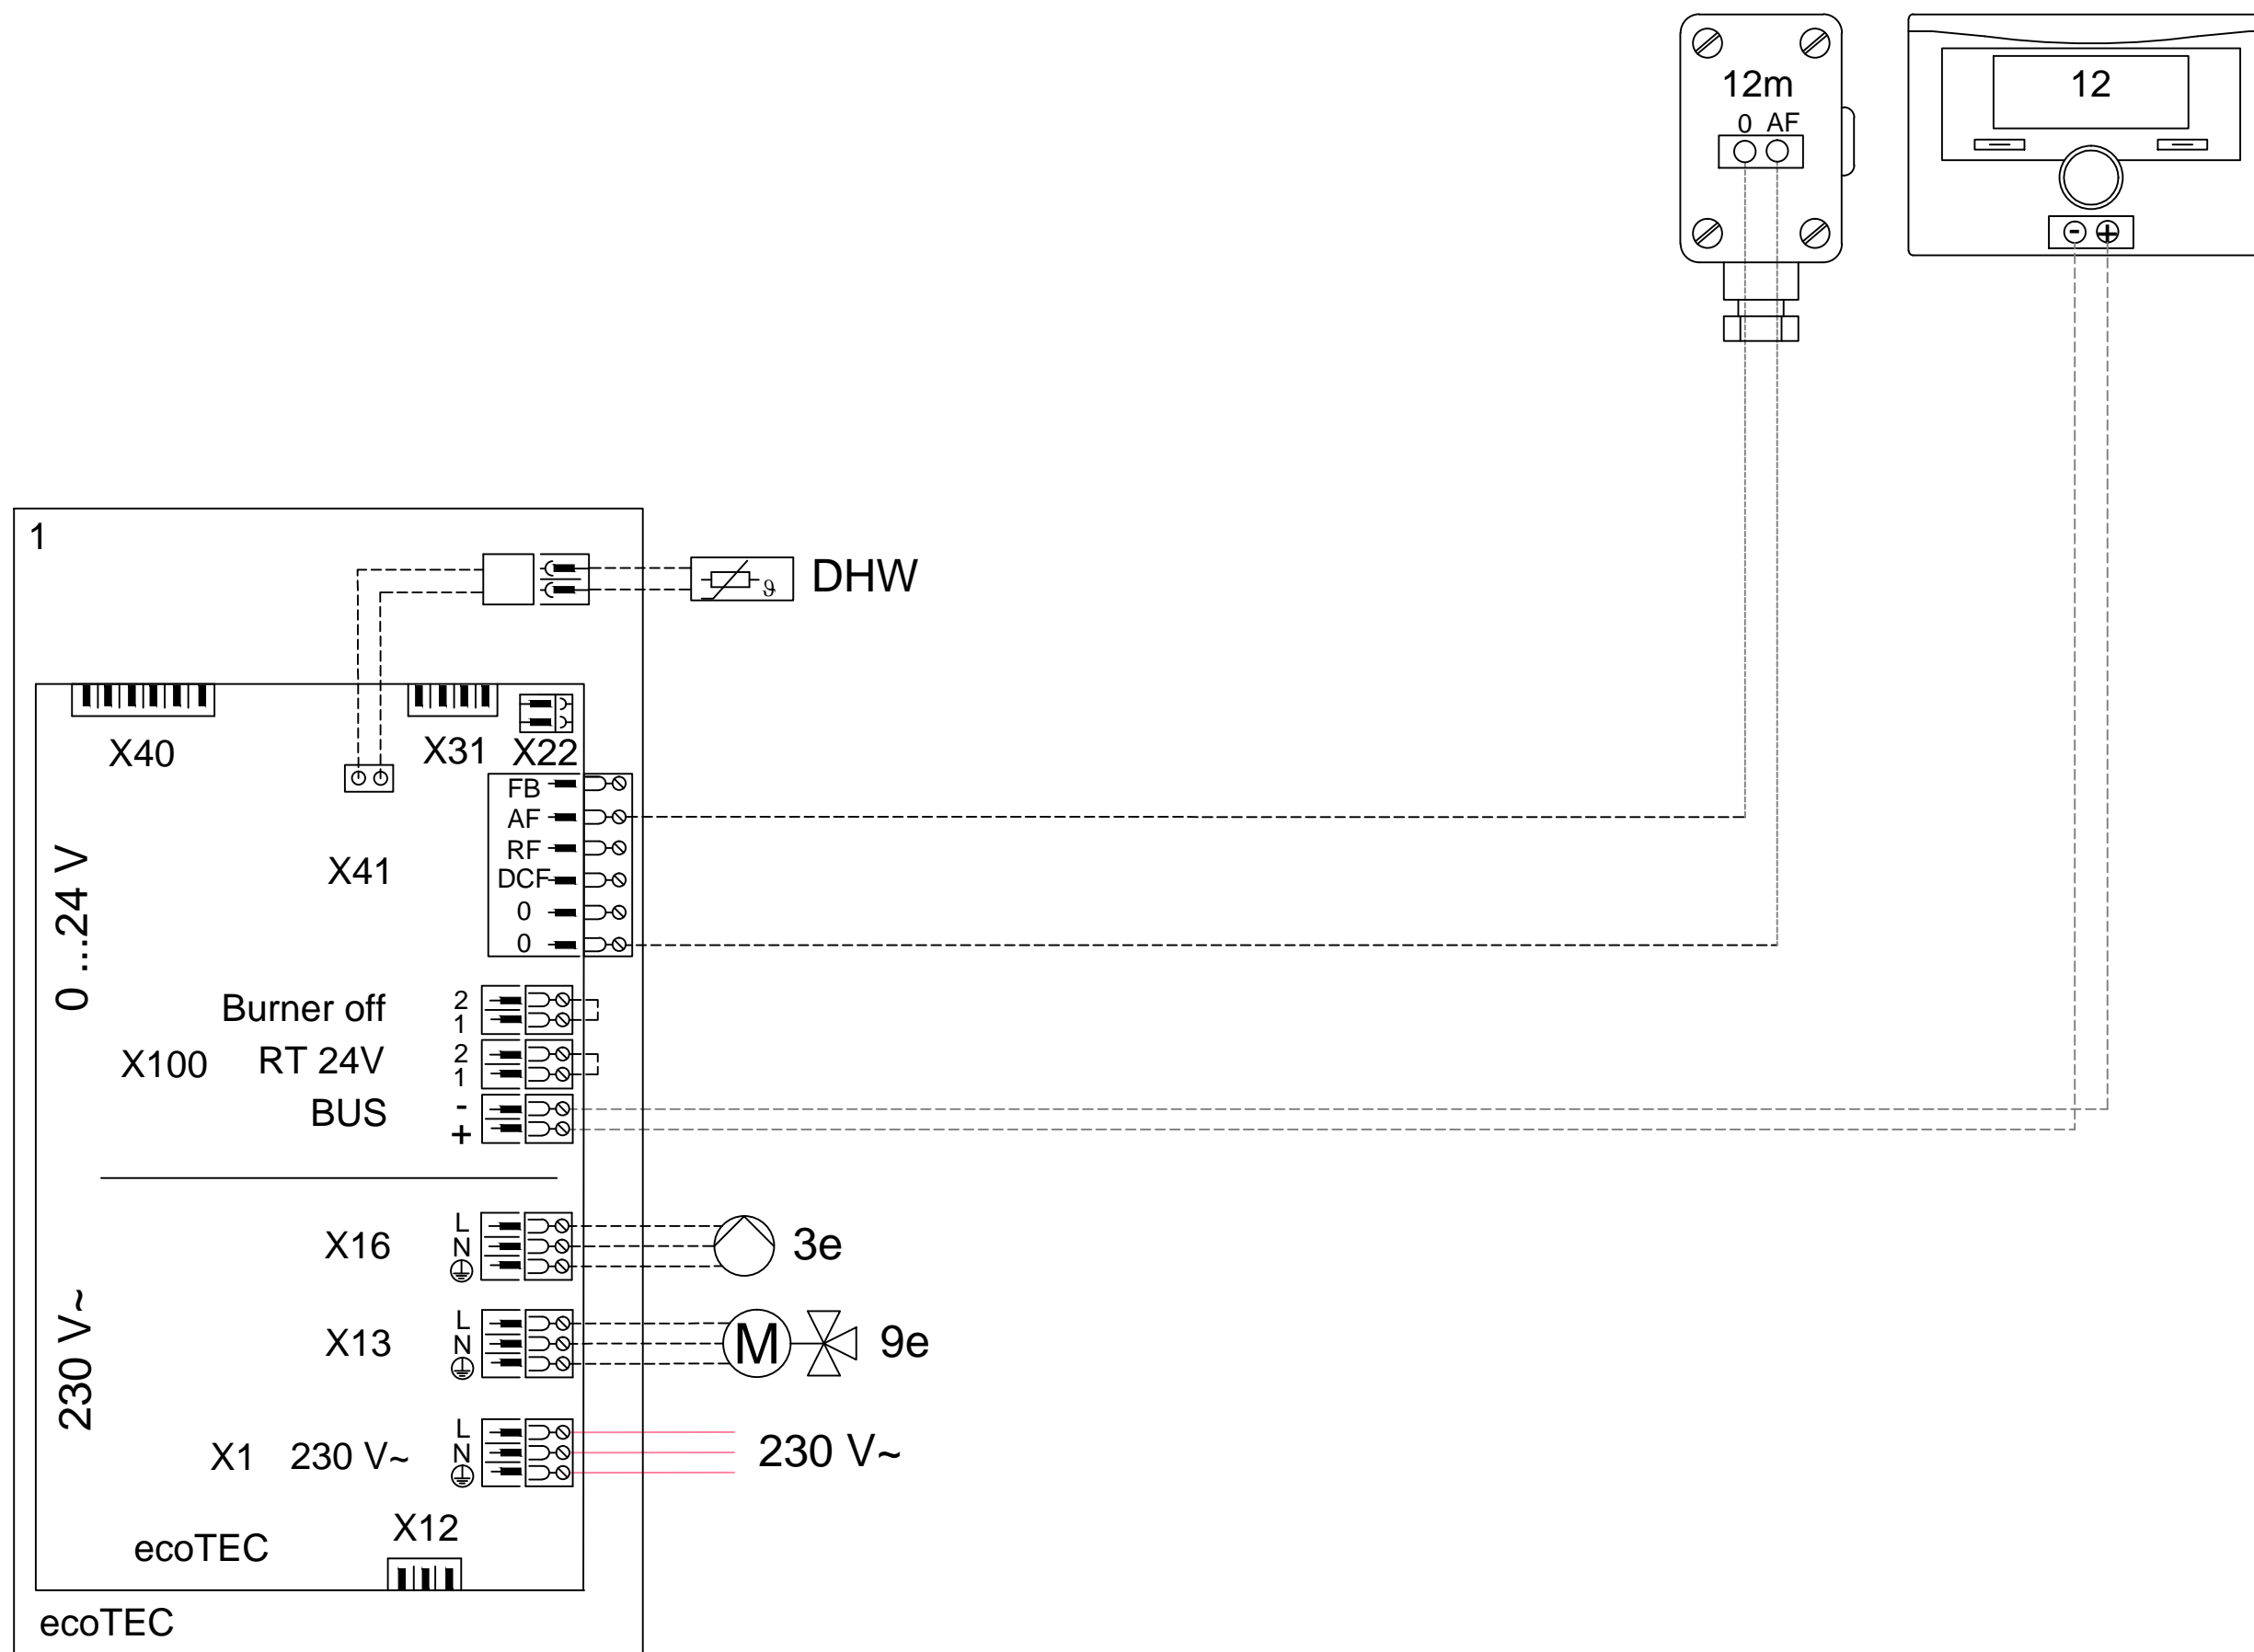 12m
0 AF
12
- +
1
DHW
ϑ
X40
X31
X22
FB
AF
RF
DCF
0
0
X41
0 ...24 V
Burner off
2
1
X100
RT 24V
2
1
BUS
-
+
X16
L
N
3e
X13
L
N
M
9e
230 V~
X1 230 V~
L
N
230 V~
X12
ecoTEC
ecoTEC